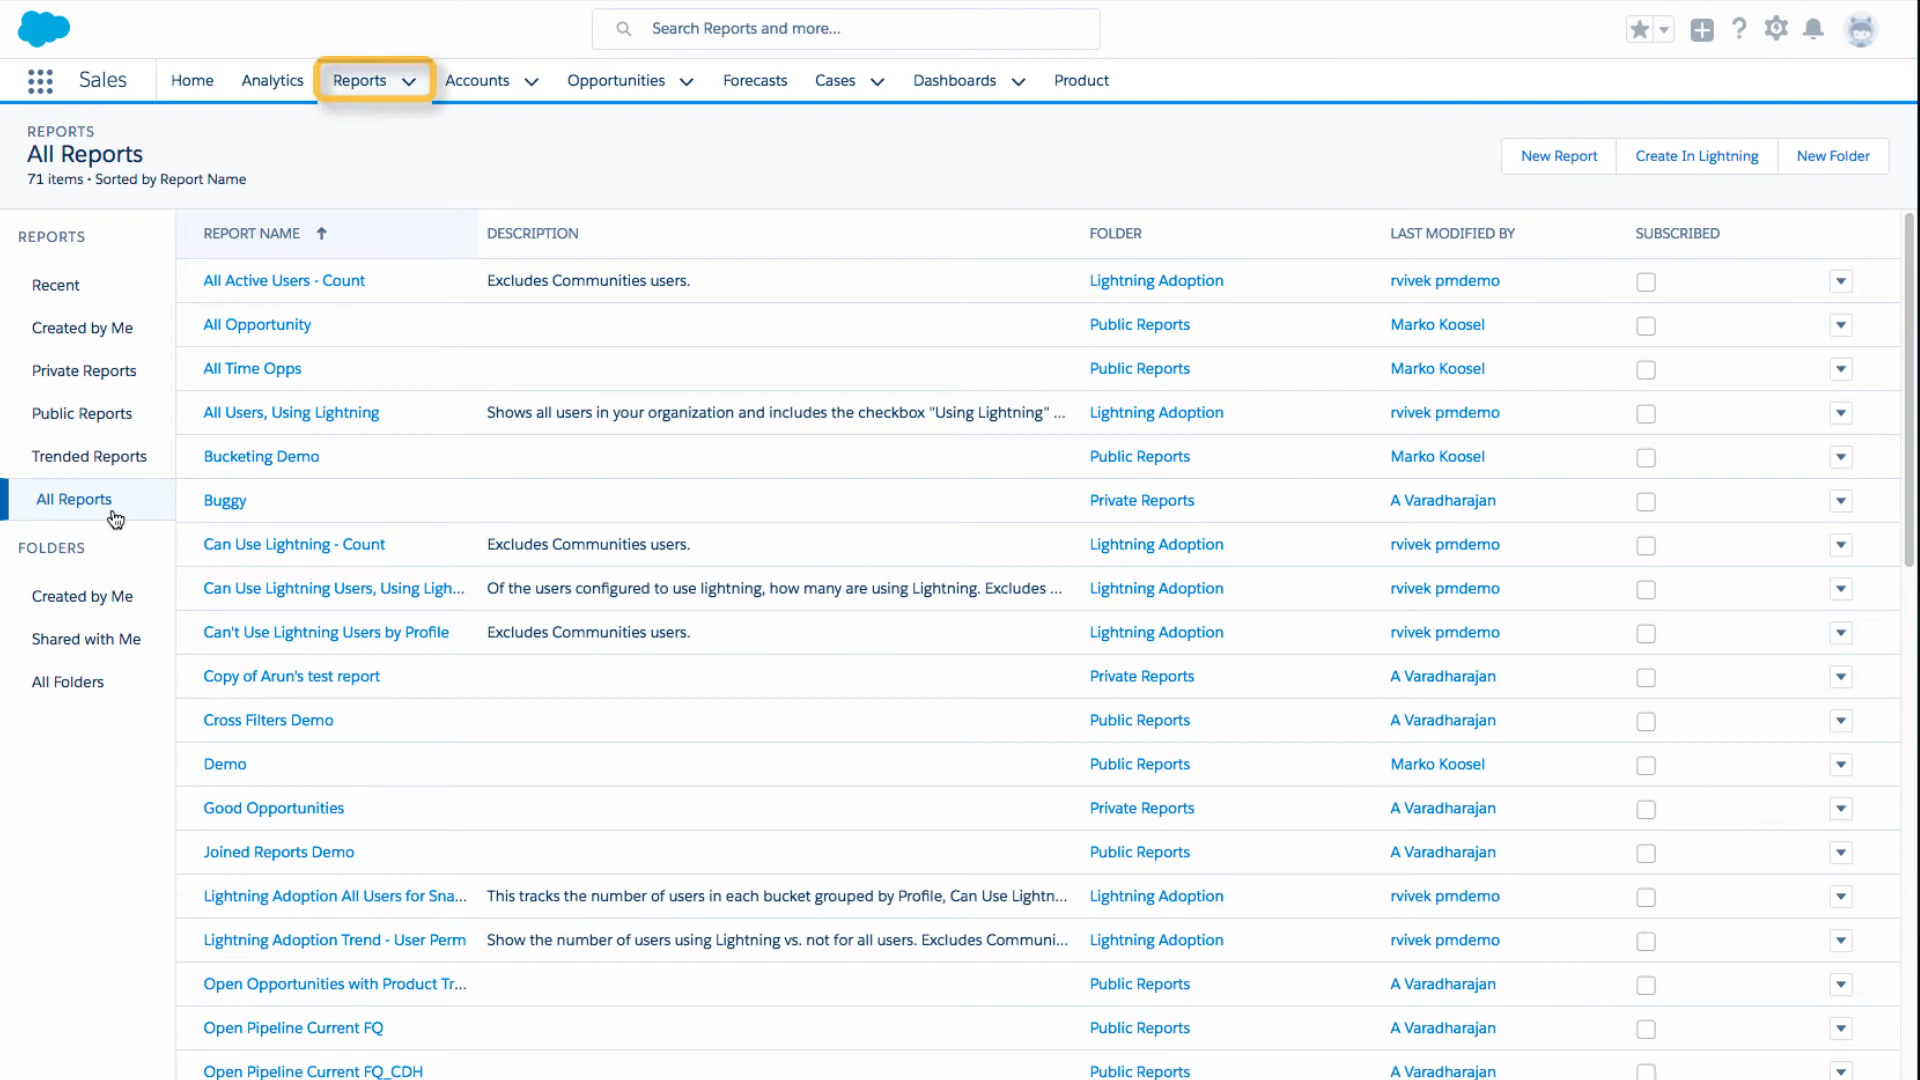 Search Reports and more...
Sales
Home
Analytics
Reports
Accounts
Opportunities
Forecasts
Cases
Dashboards
Product
REPORTS
All Reports
71 items • Sorted by Report Name
New Report
Create In Lightning
New Folder
REPORTS
Recent
Created by Me
Private Reports
Public Reports
Trended Reports
All Reports
FOLDERS
Created by Me
Shared with Me
All Folders
REPORT NAME DESCRIPTION FOLDER LAST MODIFIED BY SUBSCRIBED
All Active Users - Count Excludes Communities users. Lightning Adoption rvivek pmdemo
All Opportunity Public Reports Marko Koosel
All Time Opps Public Reports Marko Koosel
All Users, Using Lightning Shows all users in your organization and includes the checkbox "Using Lightning" ... Lightning Adoption rvivek pmdemo
Bucketing Demo Public Reports Marko Koosel
Buggy Private Reports A Varadharajan
Can Use Lightning - Count Excludes Communities users. Lightning Adoption rvivek pmdemo
Can Use Lightning Users, Using Ligh... Of the users configured to use lightning, how many are using Lightning. Excludes ... Lightning Adoption rvivek pmdemo
Can't Use Lightning Users by Profile Excludes Communities users. Lightning Adoption rvivek pmdemo
Copy of Arun's test report Private Reports A Varadharajan
Cross Filters Demo Public Reports A Varadharajan
Demo Public Reports Marko Koosel
Good Opportunities Private Reports A Varadharajan
Joined Reports Demo Public Reports A Varadharajan
Lightning Adoption All Users for Sna... This tracks the number of users in each bucket grouped by Profile, Can Use Lightn... Lightning Adoption rvivek pmdemo
Lightning Adoption Trend - User Perm Show the number of users using Lightning vs. not for all users. Excludes Communi... Lightning Adoption rvivek pmdemo
Open Opportunities with Product Tr... Public Reports A Varadharajan
Open Pipeline Current FQ Public Reports A Varadharajan
Open Pipeline Current FQ_CDH Public Reports A Varadharajan